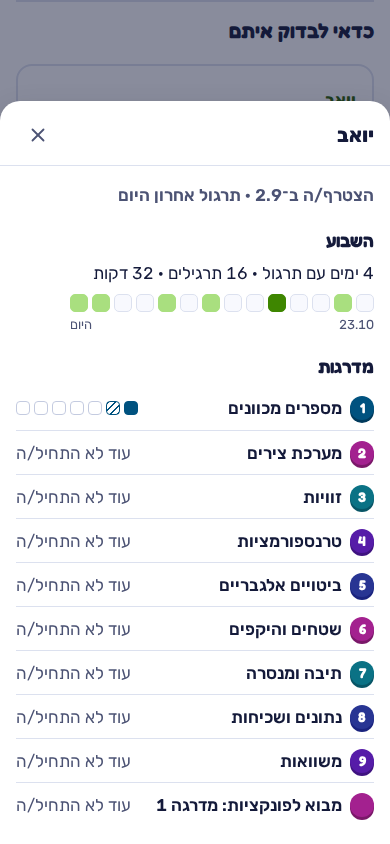 כדאי לבדוק איתם
יואב
יואב
הצטרף/ה ב־2.9 • תרגול אחרון היום
השבוע
4 ימים עם תרגול • 16 תרגילים • 32 דקות
23.10
היום
מדרגות
1 מספרים מכוונים
2 מערכת צירים עוד לא התחיל/ה
3 זוויות עוד לא התחיל/ה
4 טרנספורמציות עוד לא התחיל/ה
5 ביטויים אלגבריים עוד לא התחיל/ה
6 שטחים והיקפים עוד לא התחיל/ה
7 תיבה ומנסרה עוד לא התחיל/ה
8 נתונים ושכיחות עוד לא התחיל/ה
9 משוואות עוד לא התחיל/ה
מבוא לפונקציות: מדרגה 1 עוד לא התחיל/ה